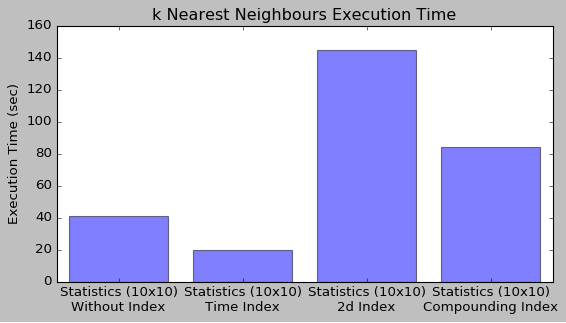 k Nearest Neighbours Execution Time
160
140
120
100
80
60
40
20
0
Execution Time (sec)
Statistics (10x10) Statistics (10x10) Statistics (10x10) Statistics (10x10)
Without Index Time Index 2d Index Compounding Index